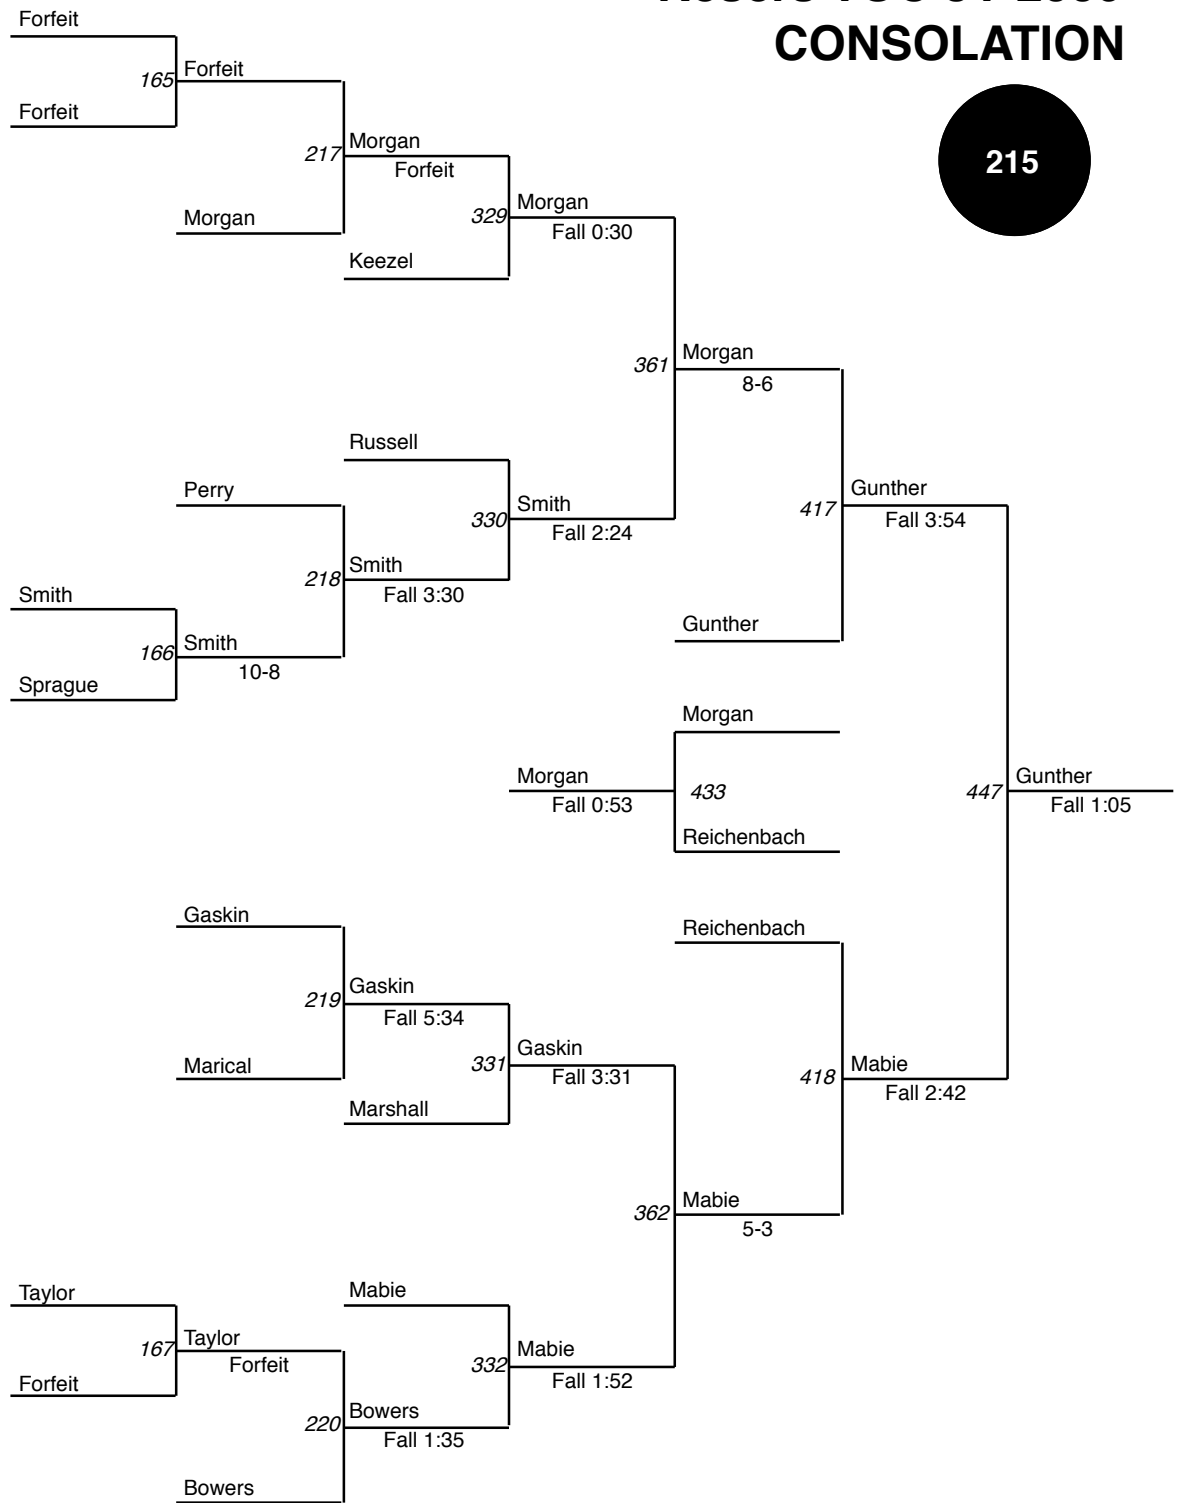 CONSOLATION
215
Forfeit
165
Forfeit
Forfeit
217
Morgan
Forfeit
Morgan
329
Morgan
Fall 0:30
Keezel
361
Morgan
8-6
Russell
Perry
330
Smith
Fall 2:24
218
Smith
Fall 3:30
Smith
166
Smith
10-8
Sprague
417
Gunther
Fall 3:54
Gunther
Morgan
Morgan
Fall 0:53
433
Reichenbach
447
Gunther
Fall 1:05
Gaskin
Reichenbach
219
Gaskin
Fall 5:34
Marical
331
Gaskin
Fall 3:31
Marshall
418
Mabie
Fall 2:42
362
Mabie
5-3
Taylor
Mabie
167
Taylor
Forfeit
Forfeit
332
Mabie
Fall 1:52
220
Bowers
Fall 1:35
Bowers